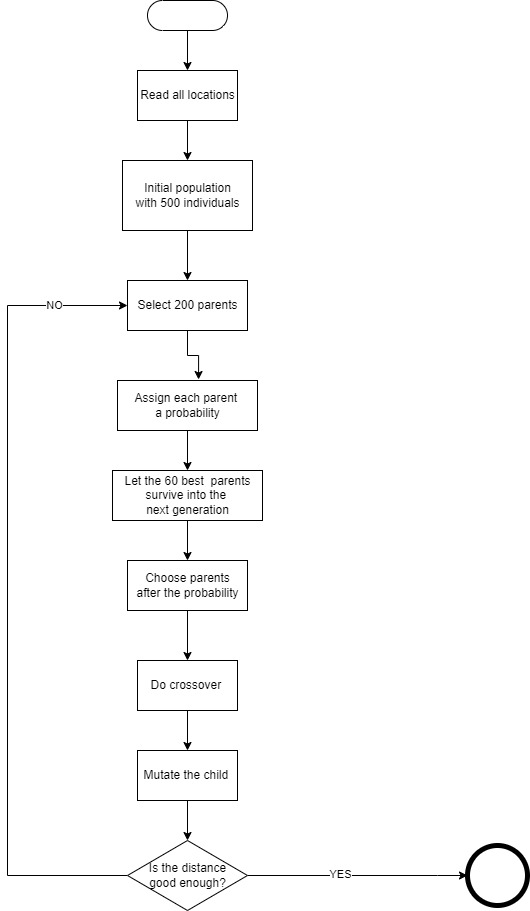 Read all locations
Initial population
with 500 individuals
NO
Select 200 parents
Assign each parent
a probability
Let the 60 best  parents
survive into the
next generation
Choose parents
after the probability
Do crossover
Mutate the child
Is the distance
good enough?
YES